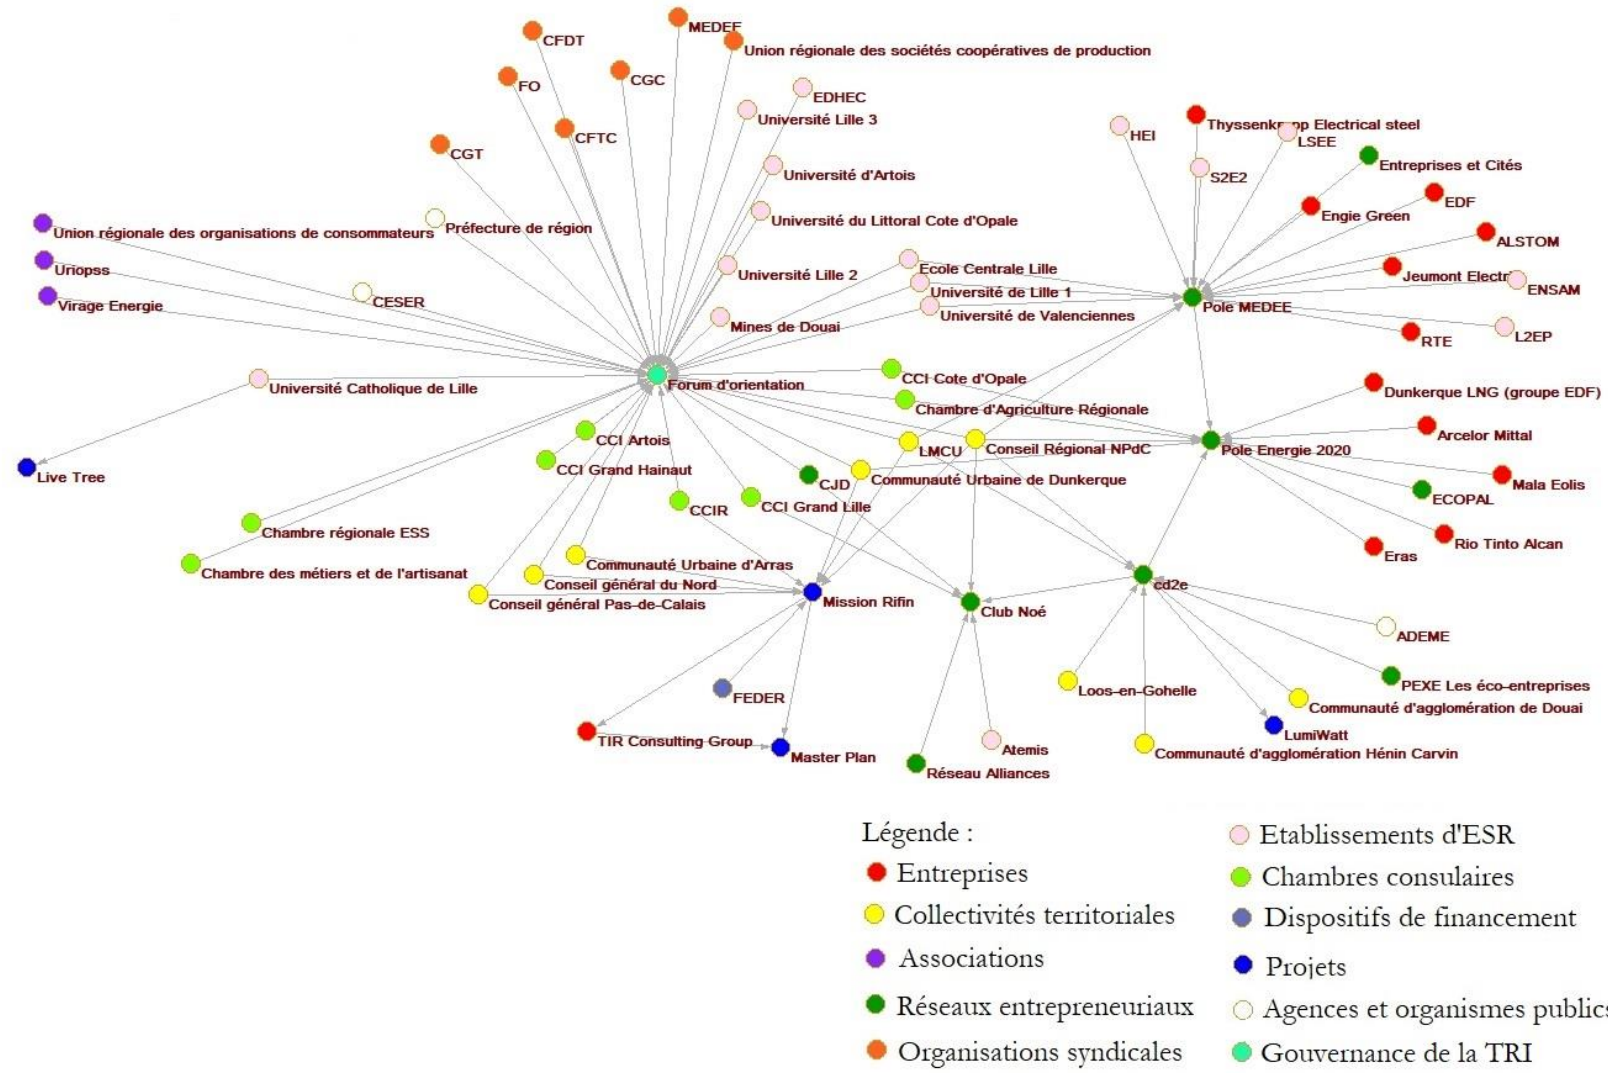 MEDEF
CFDT
Union régionale des sociétés coopératives de production
CGC
FO
EDHEC
Université Lille 3
Thyssenkrupp Electrical steel
HEI
LSEE
CFTC
CGT
Entreprises et Cités
Université d'Artois
S2E2
EDF
Engie Green
Université du Littoral Cote d'Opale
Préfecture de région
Union régionale des organisations de consommateurs
ALSTOM
Uriopss
Université Lille 2
Ecole Centrale Lille
Jeumont Electric
ENSAM
Université de Lille 1
CESER
Virage Energie
Pole MEDEE
Université de Valenciennes
Mines de Douai
L2EP
RTE
CCI Cote d'Opale
Forum d'orientation
Université Catholique de Lille
Dunkerque LNG (groupe EDF)
Chambre d'Agriculture Régionale
Arcelor Mittal
CCI Artois
LMCU
Conseil Régional NPdC
Pole Energie 2020
CCI Grand Hainaut
Live Tree
Communauté Urbaine de Dunkerque
CJD
Mala Eolis
ECOPAL
CCI Grand Lille
CCIR
Chambre régionale ESS
Rio Tinto Alcan
Eras
Communauté Urbaine d'Arras
Chambre des métiers et de l'artisanat
Conseil général du Nord
cd2e
Mission Rifin
Conseil général Pas-de-Calais
Club Noé
ADEME
PEXE Les éco-entreprises
Loos-en-Gohelle
FEDER
Communauté d'agglomération de Douai
LumiWatt
TIR Consulting Group
Atemis
Communauté d'agglomération Hénin Carvin
Master Plan
Réseau Alliances
Légende :
Entreprises
Collectivités territoriales
Associations
Réseaux entrepreneuriaux
Organisations syndicales
Etablissements d'ESR
Chambres consulaires
Dispositifs de financement
Projets
Agences et organismes publics
Gouvernance de la TRI